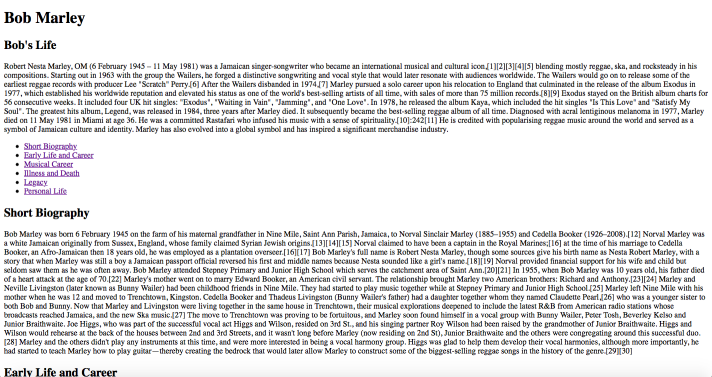 Bob Marley
Bob's Life
Robert Nesta Marley, OM (6 February 1945 – 11 May 1981) was a Jamaican singer-songwriter who became an international musical and cultural icon,[1][2][3][4][5] blending mostly reggae, ska, and rocksteady in his
compositions. Starting out in 1963 with the group the Wailers, he forged a distinctive songwriting and vocal style that would later resonate with audiences worldwide. The Wailers would go on to release some of the
earliest reggae records with producer Lee "Scratch" Perry.[6] After the Wailers disbanded in 1974,[7] Marley pursued a solo career upon his relocation to England that culminated in the release of the album Exodus in
1977, which established his worldwide reputation and elevated his status as one of the world's best-selling artists of all time, with sales of more than 75 million records.[8][9] Exodus stayed on the British album charts for
56 consecutive weeks. It included four UK hit singles: "Exodus", "Waiting in Vain", "Jamming", and "One Love". In 1978, he released the album Kaya, which included the hit singles "Is This Love" and "Satisfy My
Soul". The greatest hits album, Legend, was released in 1984, three years after Marley died. It subsequently became the best-selling reggae album of all time. Diagnosed with acral lentiginous melanoma in 1977, Marley
died on 11 May 1981 in Miami at age 36. He was a committed Rastafari who infused his music with a sense of spirituality.[10]:242[11] He is credited with popularising reggae music around the world and served as a
symbol of Jamaican culture and identity. Marley has also evolved into a global symbol and has inspired a significant merchandise industry.
Short Biography
Early Life and Career
Musical Career
Illness and Death
Legacy
Personal Life
Short Biography
Bob Marley was born 6 February 1945 on the farm of his maternal grandfather in Nine Mile, Saint Ann Parish, Jamaica, to Norval Sinclair Marley (1885–1955) and Cedella Booker (1926–2008).[12] Norval Marley was
a white Jamaican originally from Sussex, England, whose family claimed Syrian Jewish origins.[13][14][15] Norval claimed to have been a captain in the Royal Marines;[16] at the time of his marriage to Cedella
Booker, an Afro-Jamaican then 18 years old, he was employed as a plantation overseer.[16][17] Bob Marley's full name is Robert Nesta Marley, though some sources give his birth name as Nesta Robert Marley, with a
story that when Marley was still a boy a Jamaican passport official reversed his first and middle names because Nesta sounded like a girl's name.[18][19] Norval provided financial support for his wife and child but
seldom saw them as he was often away. Bob Marley attended Stepney Primary and Junior High School which serves the catchment area of Saint Ann.[20][21] In 1955, when Bob Marley was 10 years old, his father died
of a heart attack at the age of 70.[22] Marley's mother went on to marry Edward Booker, an American civil servant. The relationship brought Marley two American brothers: Richard and Anthony.[23][24] Marley and
Neville Livingston (later known as Bunny Wailer) had been childhood friends in Nine Mile. They had started to play music together while at Stepney Primary and Junior High School.[25] Marley left Nine Mile with his
mother when he was 12 and moved to Trenchtown, Kingston. Cedella Booker and Thadeus Livingston (Bunny Wailer's father) had a daughter together whom they named Claudette Pearl,[26] who was a younger sister to
both Bob and Bunny. Now that Marley and Livingston were living together in the same house in Trenchtown, their musical explorations deepened to include the latest R&B from American radio stations whose
broadcasts reached Jamaica, and the new Ska music.[27] The move to Trenchtown was proving to be fortuitous, and Marley soon found himself in a vocal group with Bunny Wailer, Peter Tosh, Beverley Kelso and
Junior Braithwaite. Joe Higgs, who was part of the successful vocal act Higgs and Wilson, resided on 3rd St., and his singing partner Roy Wilson had been raised by the grandmother of Junior Braithwaite. Higgs and
Wilson would rehearse at the back of the houses between 2nd and 3rd Streets, and it wasn't long before Marley (now residing on 2nd St), Junior Braithwaite and the others were congregating around this successful duo.
[28] Marley and the others didn't play any instruments at this time, and were more interested in being a vocal harmony group. Higgs was glad to help them develop their vocal harmonies, although more importantly, he
had started to teach Marley how to play guitar—thereby creating the bedrock that would later allow Marley to construct some of the biggest-selling reggae songs in the history of the genre.[29][30]
Early Life and Career